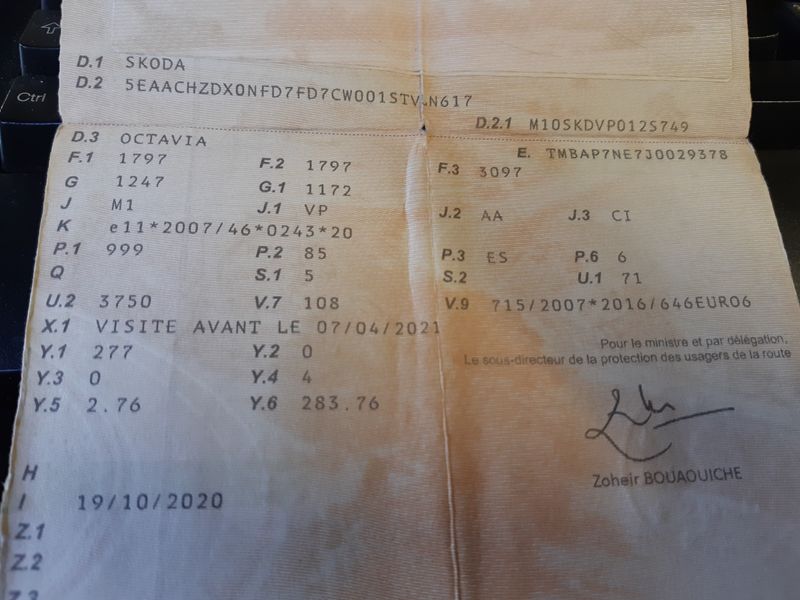 D.1 SKODA
D.2 5EAACHZDX0NFD7FD7CW001STVLN617
D.2.1 M10SKDVP012S749
D.3 OCTAVIA
E. TMBAP7NE7J0029378
F.1 1797 F.2 1797 F.3 3097
G 1247 G.1 1172
J M1 J.1 VP J.2 AA J.3 CI
K e11*2007/46*0243*20
P.1 999 P.2 85 P.3 ES P.6 6
Q S.1 5 S.2 U.1 71
U.2 3750 V.7 108 V.9 715/2007*2016/646EURO6
X.1 VISITE AVANT LE 07/04/2021
Y.1 277 Y.2 0
Y.3 0 Y.4 4
Y.5 2.76 Y.6 283.76
Pour le ministre et par délégation,
Le sous-directeur de la protection des usagers de la route
Zoheir BOUAOUICHE
H
I 19/10/2020
Z.1
Z.2
Z.3
Ctrl